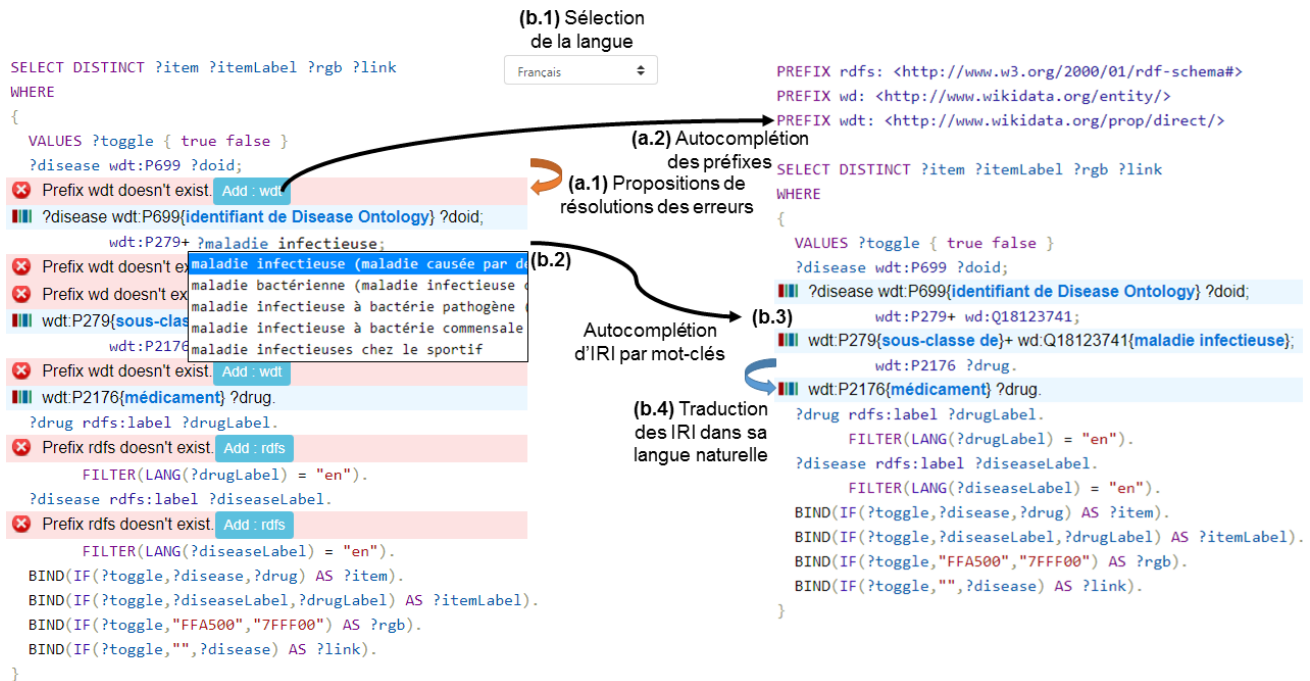 (b.1) Sélection
de la langue
Français
SELECT DISTINCT ?item ?itemLabel ?rgb ?link
WHERE
{
VALUES ?toggle { true false }
?disease wdt:P699 ?doid;
Prefix wdt doesn't exist. Add : wdt
?disease wdt:P699{identifiant de Disease Ontology} ?doid;
wdt:P279+ ?maladie infectieuse;
Prefix wdt doesn't ex
Prefix wd doesn't ex
wdt:P279{sous-clas
wdt:P2176
maladie infectieuse (maladie causée par de
maladie bactérienne (maladie infectieuse
maladie infectieuse à bactérie pathogène
maladie infectieuse à bactérie commensale
maladie infectieuses chez le sportif
Prefix wdt doesn't exist. Add : wdt
wdt:P2176{médicament} ?drug.
?drug rdfs:label ?drugLabel.
Prefix rdfs doesn't exist. Add : rdfs
FILTER(LANG(?drugLabel) = "en").
?disease rdfs:label ?diseaseLabel.
Prefix rdfs doesn't exist. Add : rdfs
FILTER(LANG(?diseaseLabel) = "en").
BIND(IF(?toggle,?disease,?drug) AS ?item).
BIND(IF(?toggle,?diseaseLabel,?drugLabel) AS ?itemLabel).
BIND(IF(?toggle,"FFA500","7FFF00") AS ?rgb).
BIND(IF(?toggle,"",?disease) AS ?link).
}
(a.2) Autocomplétion
des préfixes
(a.1) Propositions de
résolutions des erreurs
(b.2)
Autocomplétion
d'IRI par mot-clés
(b.3)
(b.4) Traduction
des IRI dans sa
langue naturelle
PREFIX rdfs: <http://www.w3.org/2000/01/rdf-schema#>
PREFIX wd: <http://www.wikidata.org/entity/>
PREFIX wdt: <http://www.wikidata.org/prop/direct/>
SELECT DISTINCT ?item ?itemLabel ?rgb ?link
WHERE
{
VALUES ?toggle { true false }
?disease wdt:P699 ?doid;
?disease wdt:P699{identifiant de Disease Ontology} ?doid;
wdt:P279+ wd:Q18123741;
wdt:P279{sous-classe de}+ wd:Q18123741{maladie infectieuse};
wdt:P2176 ?drug.
wdt:P2176{médicament} ?drug.
?drug rdfs:label ?drugLabel.
FILTER(LANG(?drugLabel) = "en").
?disease rdfs:label ?diseaseLabel.
FILTER(LANG(?diseaseLabel) = "en").
BIND(IF(?toggle,?disease,?drug) AS ?item).
BIND(IF(?toggle,?diseaseLabel,?drugLabel) AS ?itemLabel).
BIND(IF(?toggle,"FFA500","7FFF00") AS ?rgb).
BIND(IF(?toggle,"",?disease) AS ?link).
}